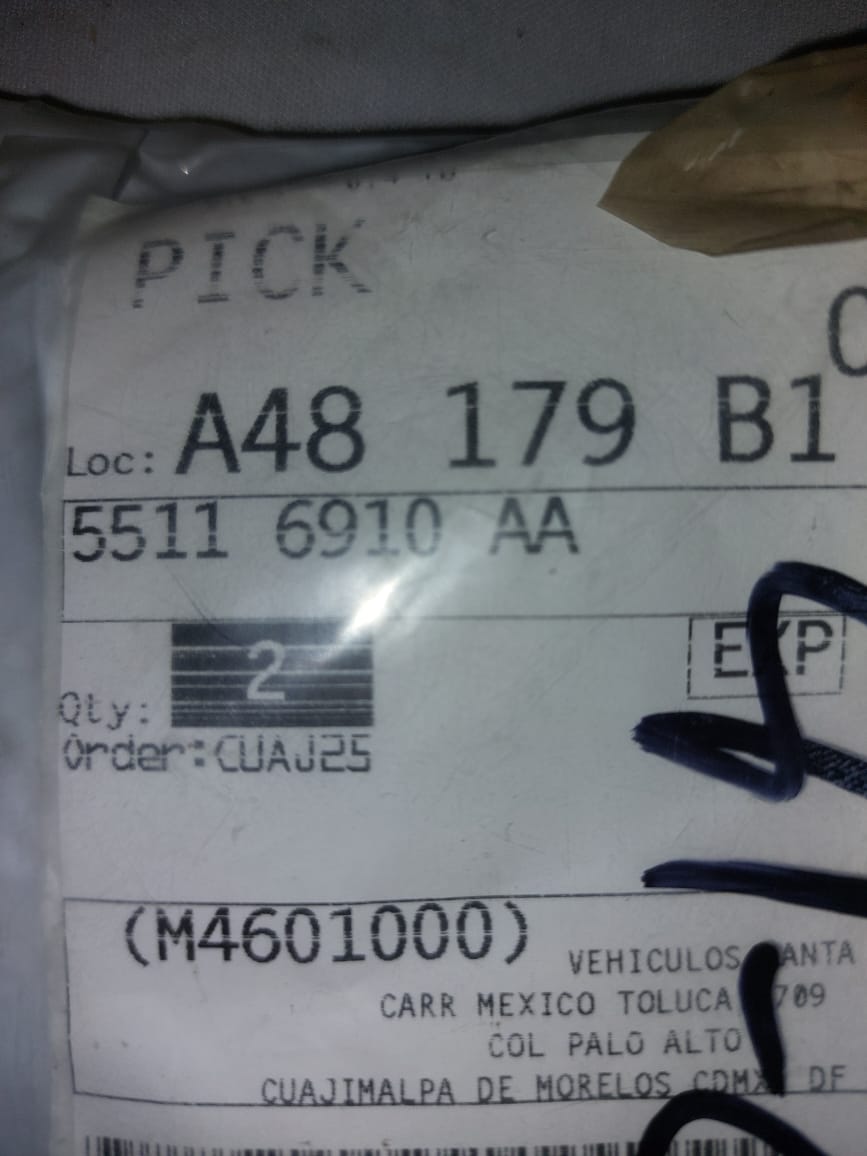 PICK
Loc: A48 179 B1
5511 6910 AA
EXP
Qty: 2
Order:CUAJ25
(M4601000)
VEHICULOS
CARR MEXICO TOLUCA
COL PALO ALTO
CUAJIMALPA DE MORELOS CDMX DF